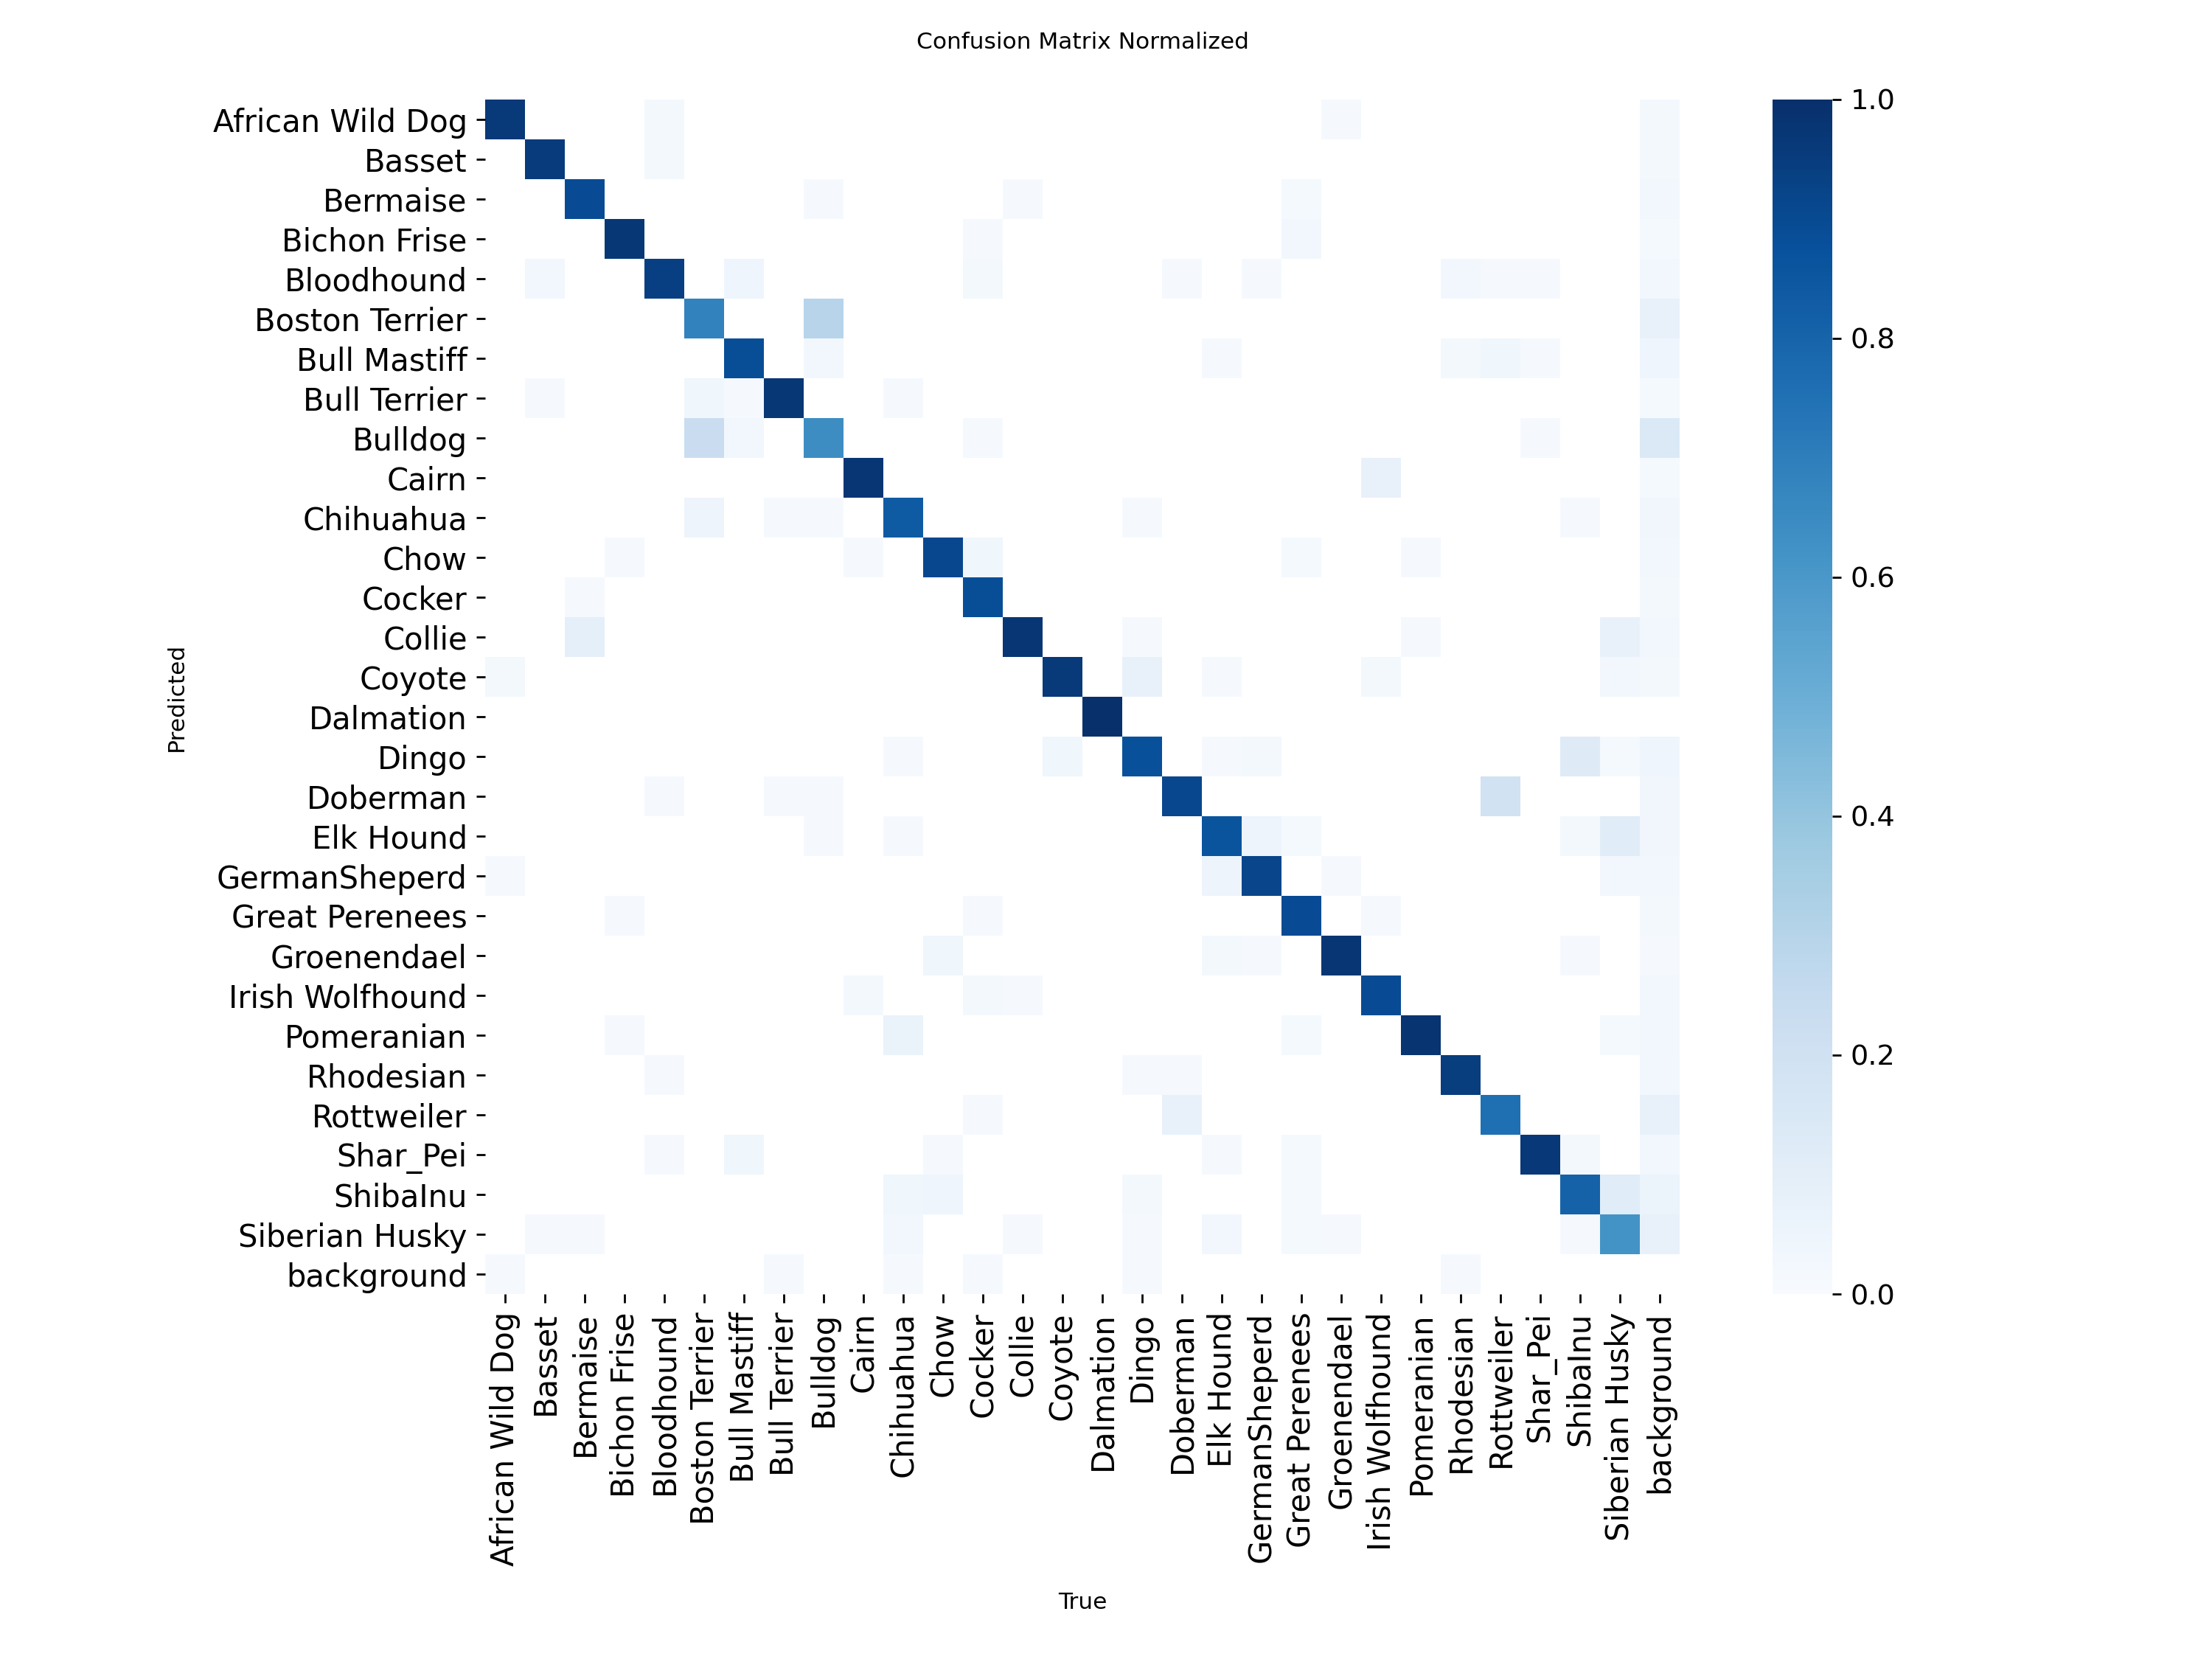 Confusion Matrix Normalized
African Wild Dog
Basset
Bermaise
Bichon Frise
Bloodhound
Boston Terrier
Bull Mastiff
Bull Terrier
Bulldog
Cairn
Chihuahua
Chow
Cocker
Collie
Coyote
Dalmation
Dingo
Doberman
Elk Hound
GermanSheperd
Great Perenees
Groenendael
Irish Wolfhound
Pomeranian
Rhodesian
Rottweiler
Shar_Pei
ShibaInu
Siberian Husky
background
Predicted
African Wild Dog
Basset
Bermaise
Bichon Frise
Bloodhound
Boston Terrier
Bull Mastiff
Bull Terrier
Bulldog
Cairn
Chihuahua
Chow
Cocker
Collie
Coyote
Dalmation
Dingo
Doberman
Elk Hound
GermanSheperd
Great Perenees
Groenendael
Irish Wolfhound
Pomeranian
Rhodesian
Rottweiler
Shar_Pei
ShibaInu
Siberian Husky
background
True
1.0
0.8
0.6
0.4
0.2
0.0